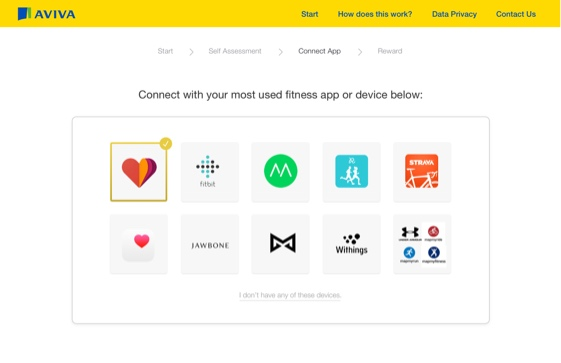 AVIVA
Start How does this work? Data Privacy Contact Us
Start Self Assessment Connect App Reward
Connect with your most used fitness app or device below:
fitbit
STRAVA
JAWBONE
Withings
UNDER ARMOUR mapmyride
mapmyrun mapmyfitness
I don't have any of these devices.